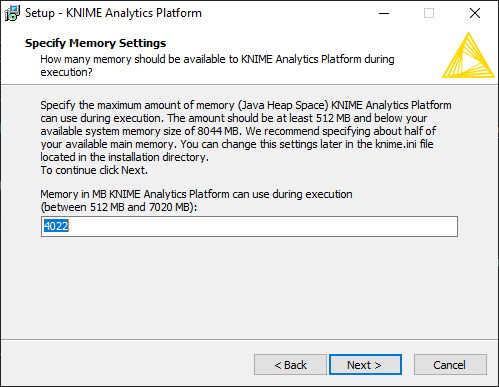 Setup - KNIME Analytics Platform
Specify Memory Settings
How many memory should be available to KNIME Analytics Platform during
execution?
Specify the maximum amount of memory (Java Heap Space) KNIME Analytics Platform
can use during execution. The amount should be at least 512 MB and below your
available system memory size of 8044 MB. We recommend specifying about half of
your available main memory. You can change this settings later in the knime.ini file
located in the installation directory.
To continue click Next.
Memory in MB KNIME Analytics Platform can use during execution
(between 512 MB and 7020 MB):
4022
< Back
Next >
Cancel